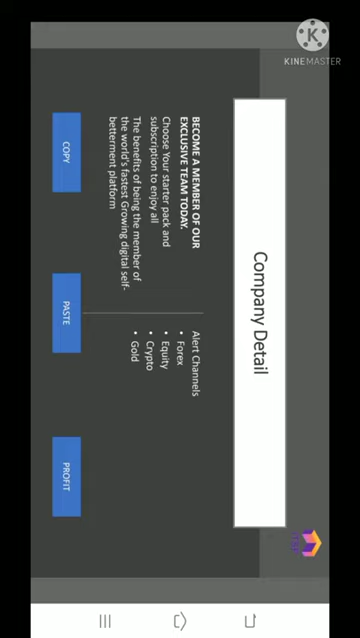 KINEMASTER
Company Detail
BECOME A MEMBER OF OUR
EXCLUSIVE TEAM TODAY.
Choose Your starter pack and
subscription to enjoy all
The benefits of being the member of
the world's fastest Growing digital self-
betterment platform
Alert Channels
• Forex
• Equity
• Crypto
• Gold
COPY
PASTE
PROFIT